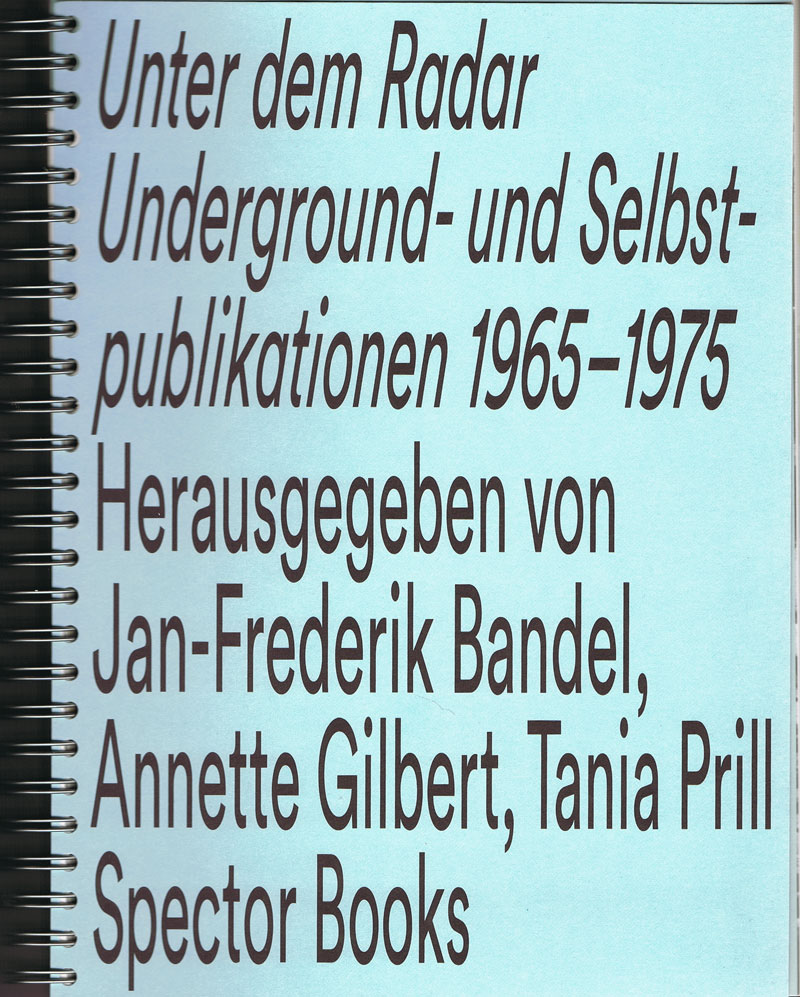 Unter dem Radar
Underground- und Selbst-
publikationen 1965–1975
Herausgegeben von
Jan-Frederik Bandel,
Annette Gilbert, Tania Prill
Spector Books